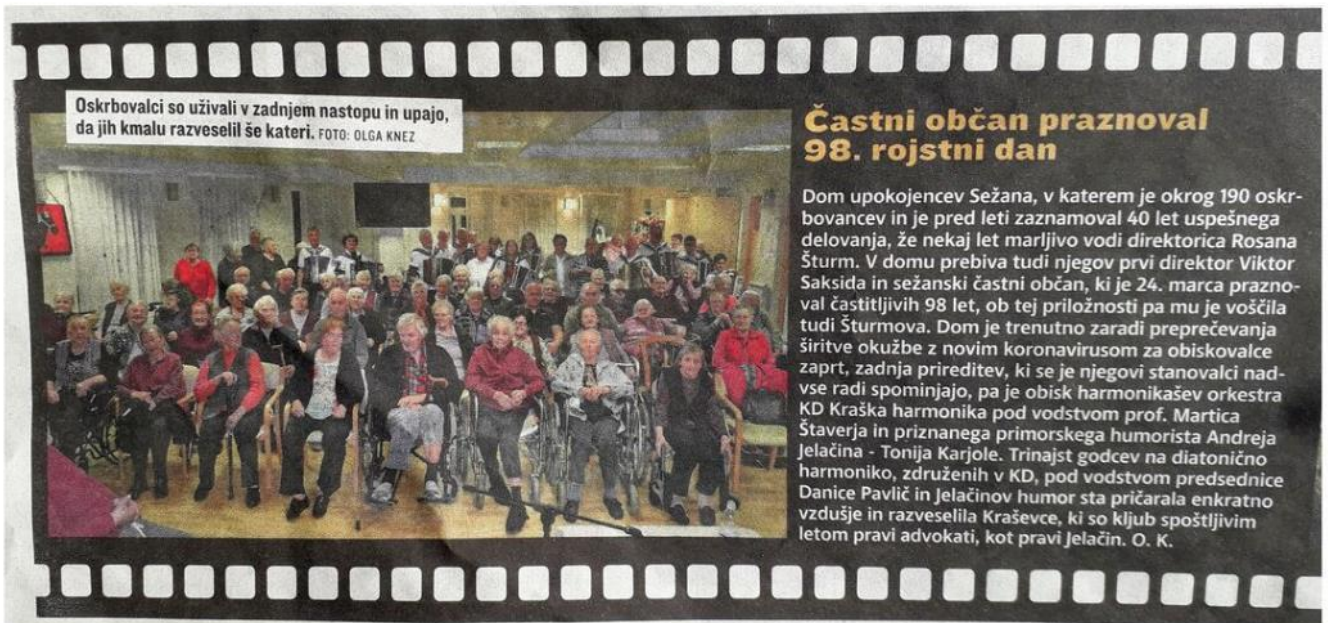 Oskrbovalci so uživali v zadnjem nastopu in upajo,
da jih kmalu razveselil še kateri. FOTO: OLGA KNEZ
Častni občan praznoval
98. rojstni dan
Dom upokojencev Sežana, v katerem je okrog 190 oskr-
bovancev in je pred leti zaznamoval 40 let uspešnega
delovanja, že nekaj let marljivo vodi direktorica Rosana
Šturm. V domu prebiva tudi njegov prvi direktor Viktor
Saksida in sežanski častni občan, ki je 24. marca prazno-
val častitljivih 98 let, ob tej priložnosti pa mu je voščila
tudi Šturmova. Dom je trenutno zaradi preprečevanja
širitve okužbe z novim koronavirusom za obiskovalce
zaprt, zadnja prireditev, ki se je njegovi stanovalci nad-
vse radi spominjajo, pa je obisk harmonikašev orkestra
KD Kraška harmonika pod vodstvom prof. Martica
Štaverja in priznanega primorskega humorista Andreja
Jelačina - Tonija Karjole. Trinajst godcev na diatonično
harmoniko, združenih v KD, pod vodstvom predsednice
Danice Pavlič in Jelačinov humor sta pričarala enkratno
vzdušje in razveselila Kraševce, ki so kljub spoštljivim
letom pravi advokati, kot pravi Jelačin. O. K.